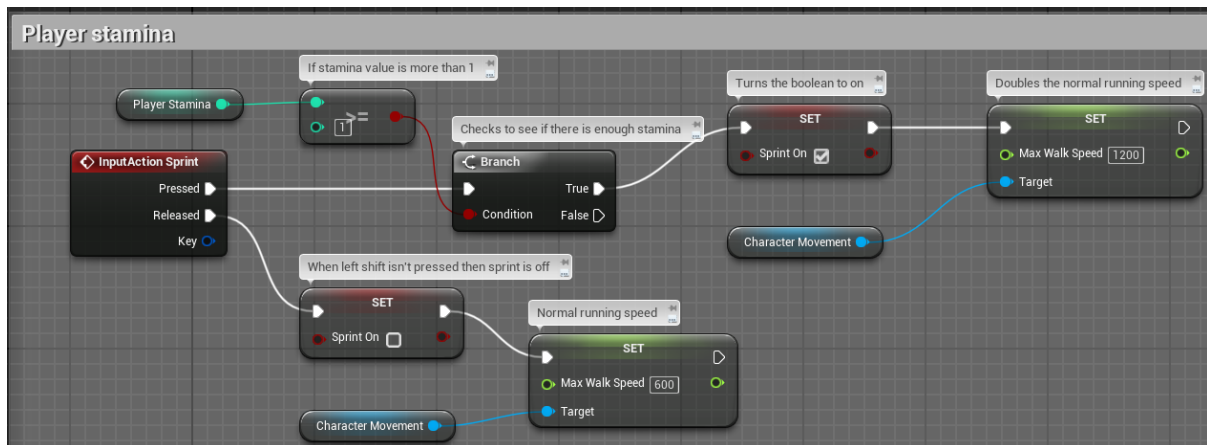 Player stamina
If stamina value is more than 1
Player Stamina
>=
1
Turns the boolean to on
SET
Sprint On
Doubles the normal running speed
SET
Max Walk Speed 1200
Target
Checks to see if there is enough stamina
Branch
True
Condition
False
InputAction Sprint
Pressed
Released
Key
Character Movement
When left shift isn't pressed then sprint is off
SET
Sprint On
Normal running speed
SET
Max Walk Speed 600
Target
Character Movement